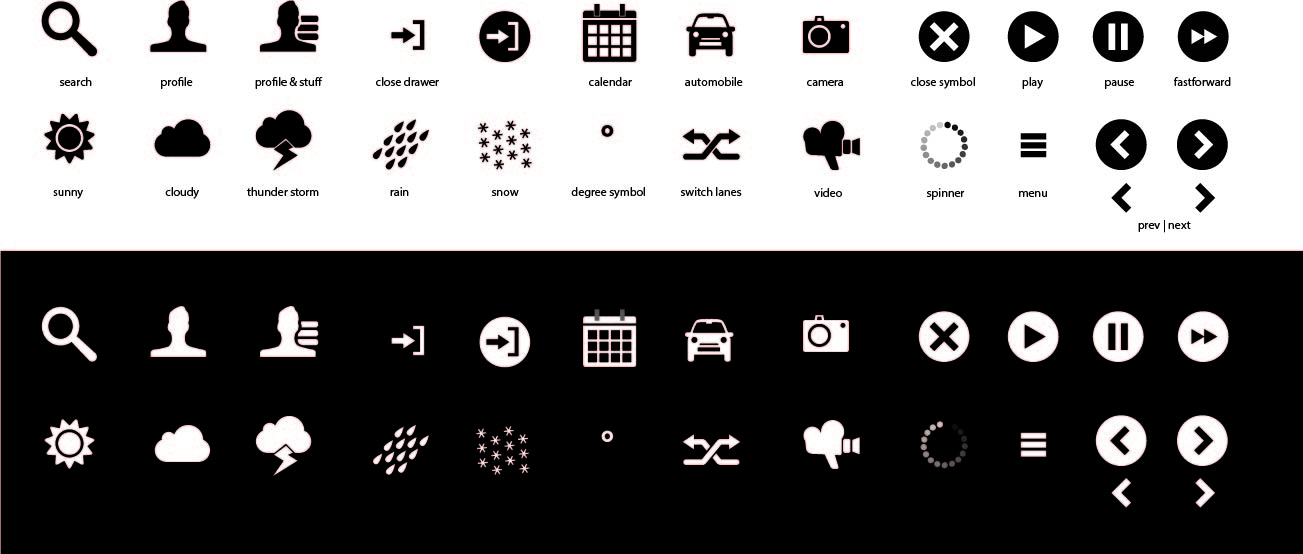 search
profile
profile & stuff
close drawer
calendar
automobile
camera
close symbol
play
pause
fastforward
sunny
cloudy
thunder storm
rain
snow
degree symbol
switch lanes
video
spinner
menu
prev | next